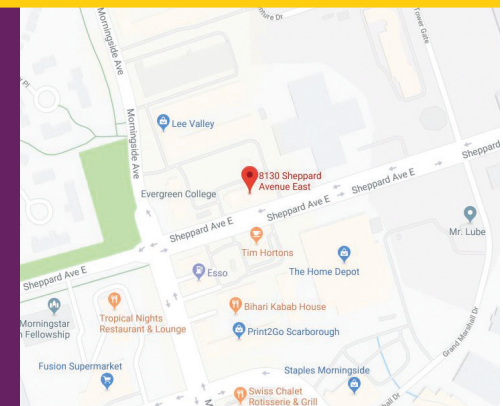 Morningside Ave
Morningside Ave
Tower Gate
Lee Valley
8130 Sheppard
Avenue East
Evergreen College
Sheppard
Sheppard Ave E
Sheppard Ave E
Sheppard Ave E
Sheppard Ave E
Mr. Lube
Tim Hortons
Esso
The Home Depot
Tropical Nights
Restaurant & Lounge
Morningstar
Fellowship
Bihari Kabab House
Print2Go Scarborough
Grand Marshall Dr
Fusion Supermarket
Staples Morningside
Swiss Chalet
Rotisserie & Grill